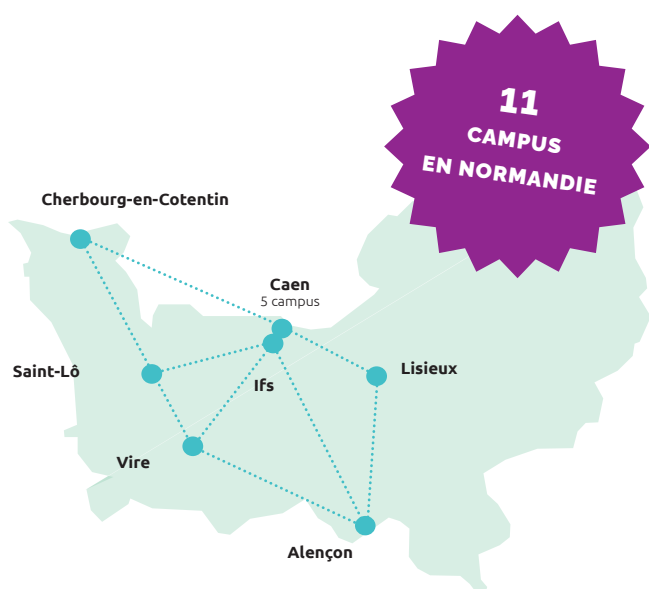 11
CAMPUS
EN NORMANDIE
Cherbourg-en-Cotentin
Caen
5 campus
Saint-Lô
Ifs
Lisieux
Vire
Alençon